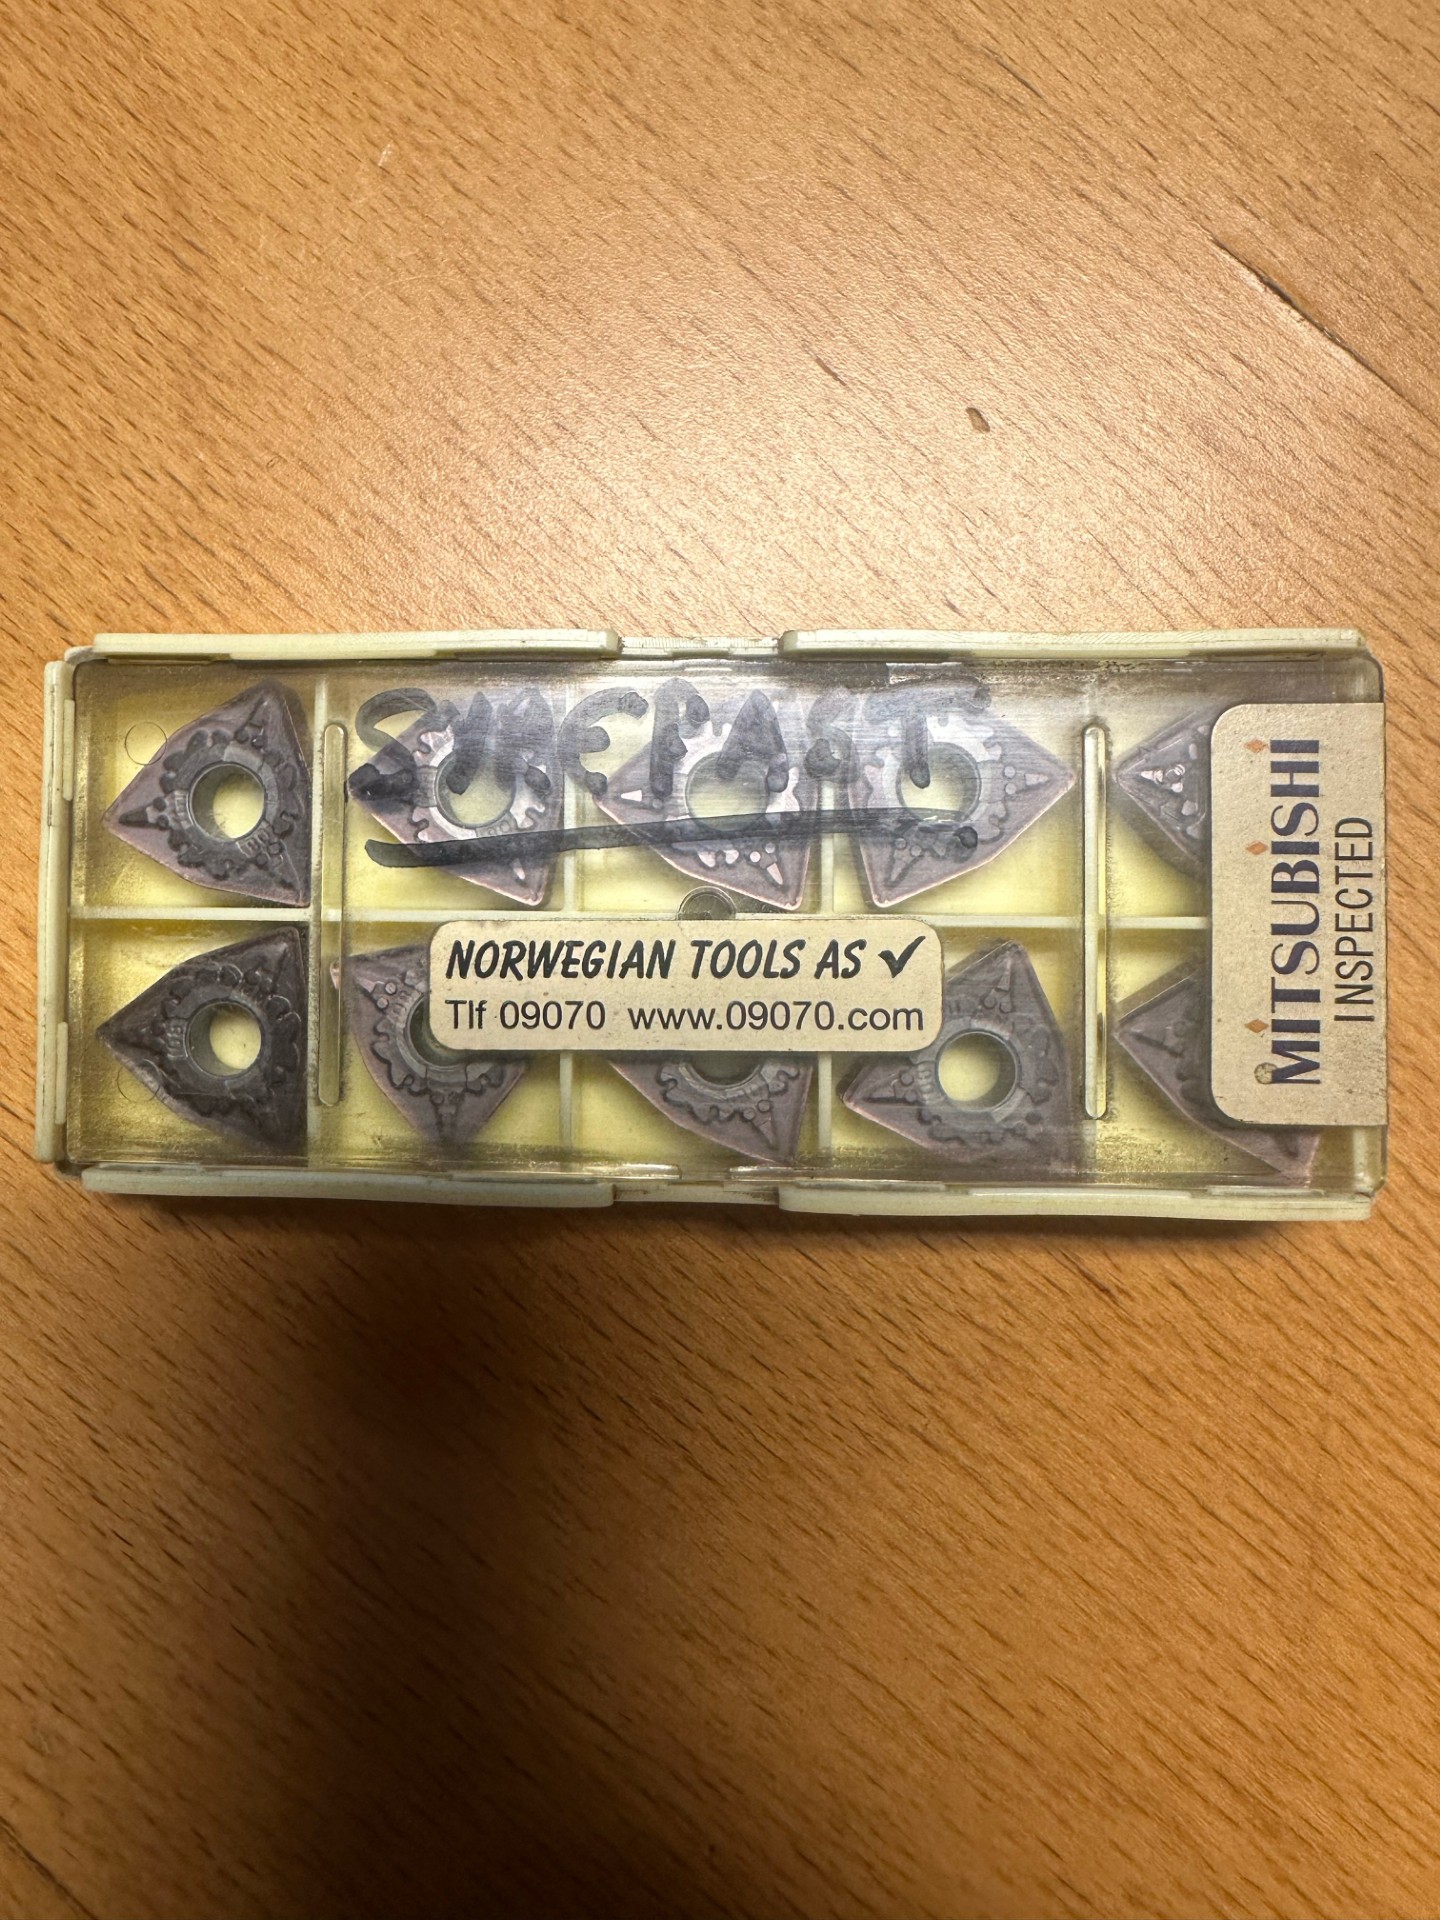 SYREFAST
NORWEGIAN TOOLS AS ✓
Tlf 09070 www.09070.com
MITSUBISHI
INSPECTED